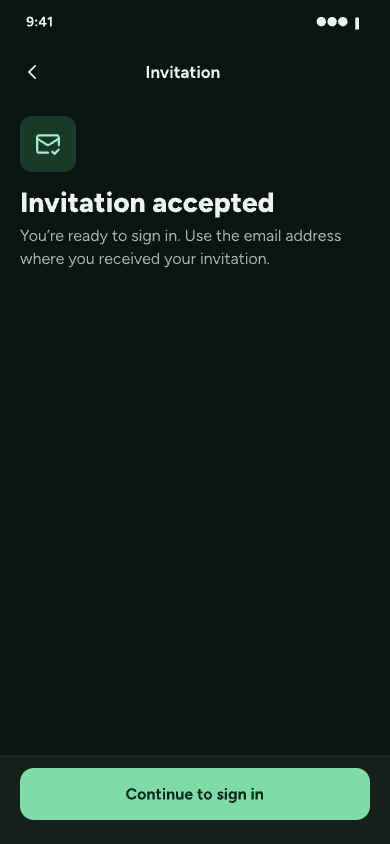 9:41
Invitation
Invitation accepted
You’re ready to sign in. Use the email address
where you received your invitation.
Continue to sign in